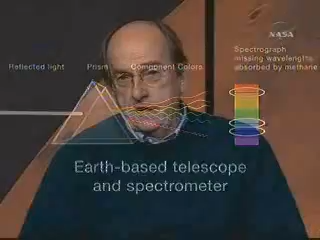 NASA
Spectrograph
missing wavelengths
absorbed by methane
Reflected light
Prism
Component Colors
Earth-based telescope
and spectrometer